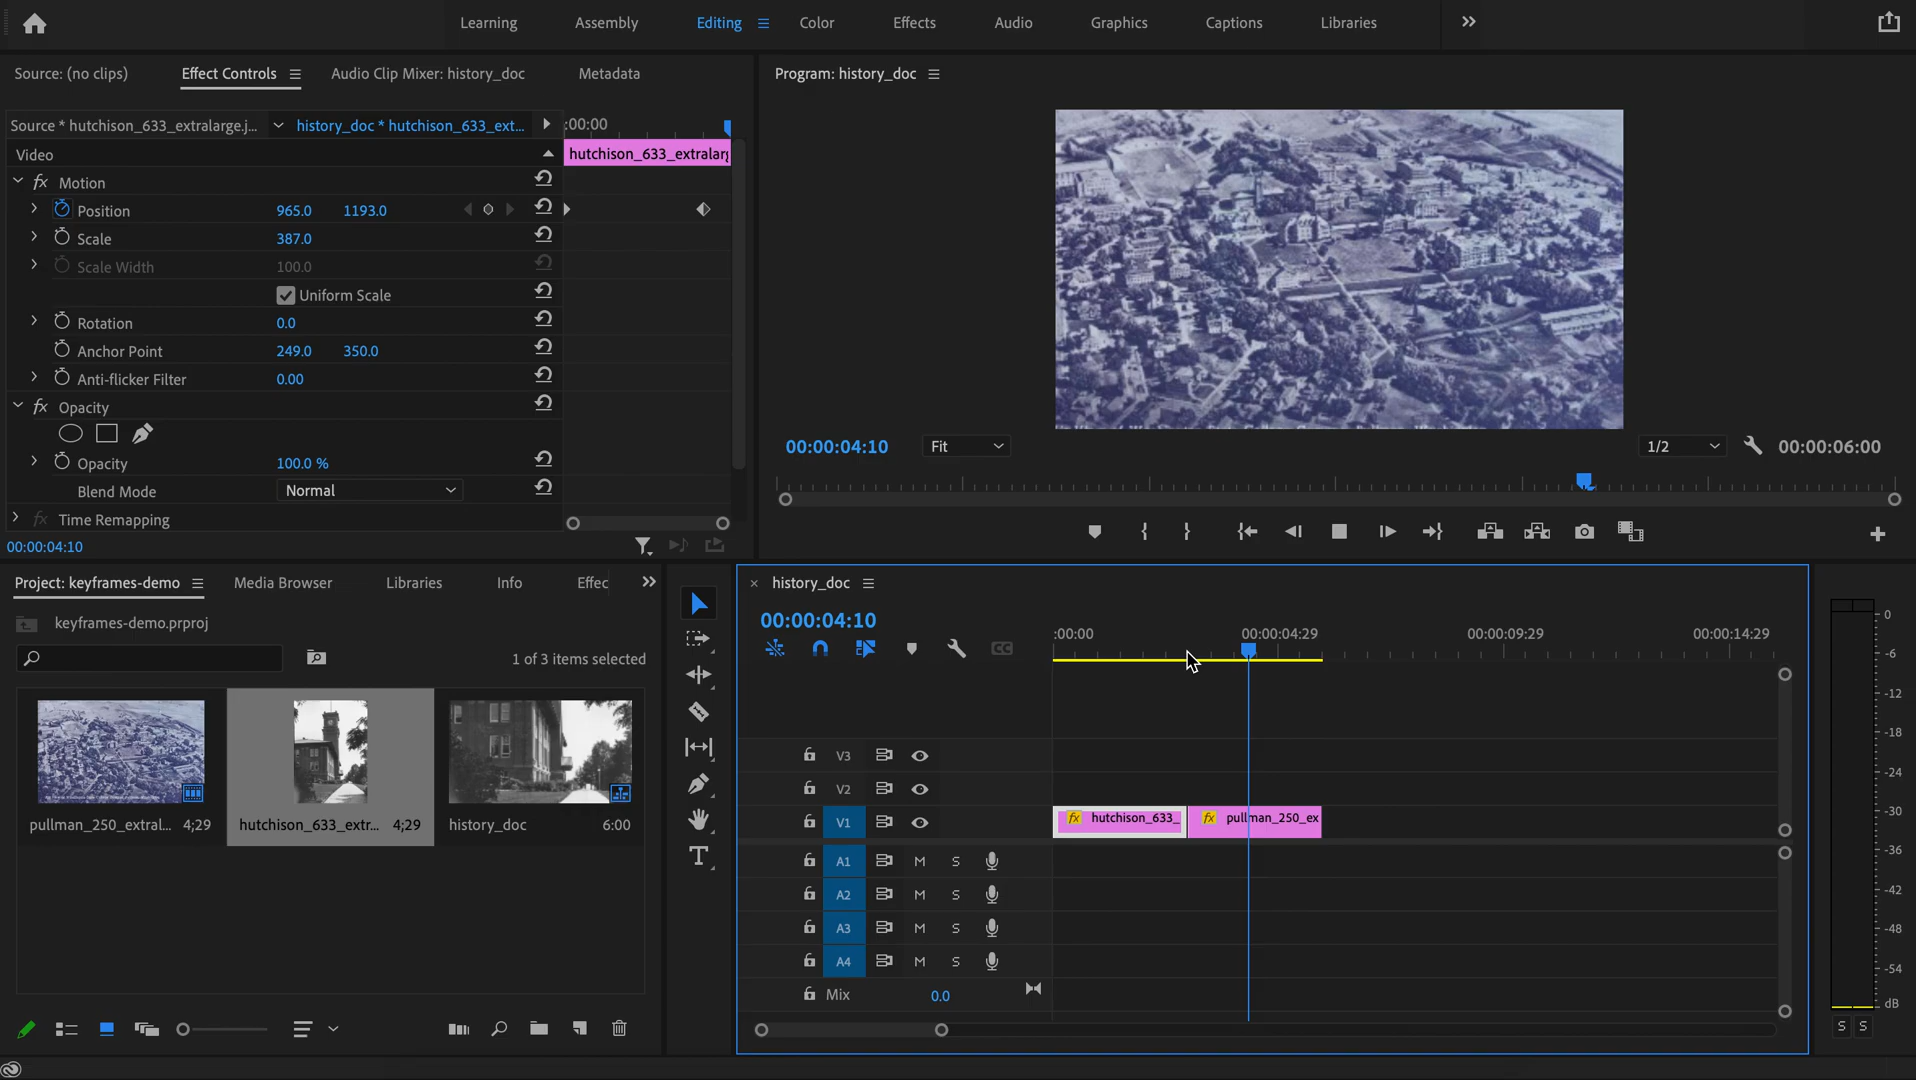 Learning Assembly Editing Color Effects Audio Graphics Captions Libraries
Source: (no clips) Effect Controls Audio Clip Mixer: history_doc Metadata
Source * hutchison_633_extralarge.j... history_doc * hutchison_633_ext...
:00:00
hutchison_633_extralarg
Video
fx Motion
Position 965.0 1193.0
Scale 387.0
Scale Width 100.0
Uniform Scale
Rotation 0.0
Anchor Point 249.0 350.0
Anti-flicker Filter 0.00
fx Opacity
Opacity 100.0 %
Blend Mode Normal
fx Time Remapping
00:00:04:10
Program: history_doc
00:00:04:10 Fit 1/2 00:00:06:00
Project: keyframes-demo Media Browser Libraries Info Effec
keyframes-demo.prproj
1 of 3 items selected
pullman_250_extral... 4;29 hutchison_633_extr... 4;29 history_doc 6:00
history_doc
00:00:04:10
:00:00 00:00:04:29 00:00:09:29 00:00:14:29
CC
V3
V2
V1 fx hutchison_633_ fx pullman_250_ex
A1 M S
A2 M S
A3 M S
A4 M S
Mix 0.0
T
0
-6
-12
-18
-24
-30
-36
-42
-48
-54
dB
S S